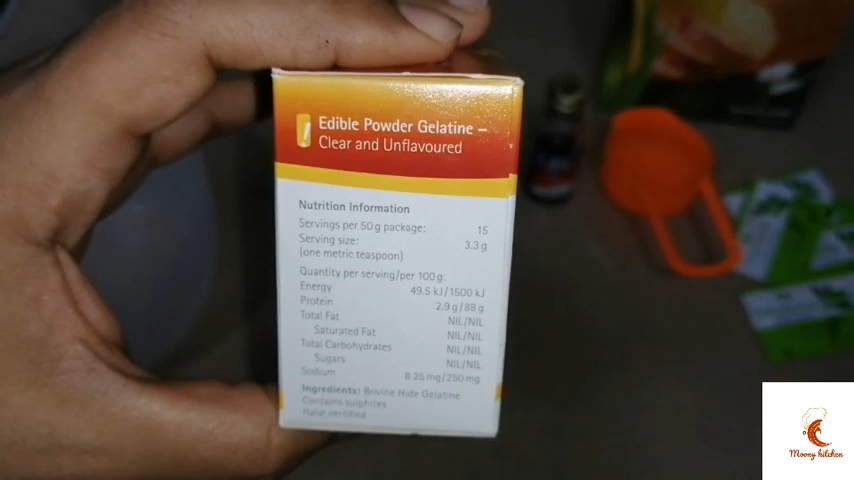 Edible Powder Gelatine –
Clear and Unflavoured
Nutrition Information
Servings per 50 g package: 15
Serving size: 3.3 g
(one metric teaspoon)
Quantity per serving/per 100 g:
Energy 49.5 kJ/1500 kJ
Protein 2.9 g/88 g
Total Fat NIL/NIL
Saturated Fat NIL/NIL
Total Carbohydrates NIL/NIL
Sugars NIL/NIL
Sodium 8.25 mg/250 mg
Ingredients: Bovine Hide Gelatine
Contains sulphites
Halal certified
Moony kitchen